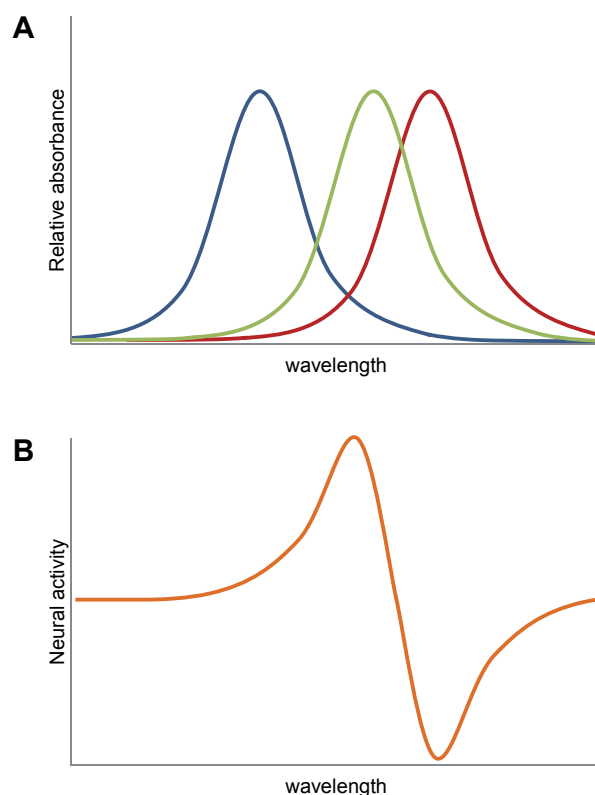 A
Relative absorbance
wavelength
B
Neural activity
wavelength